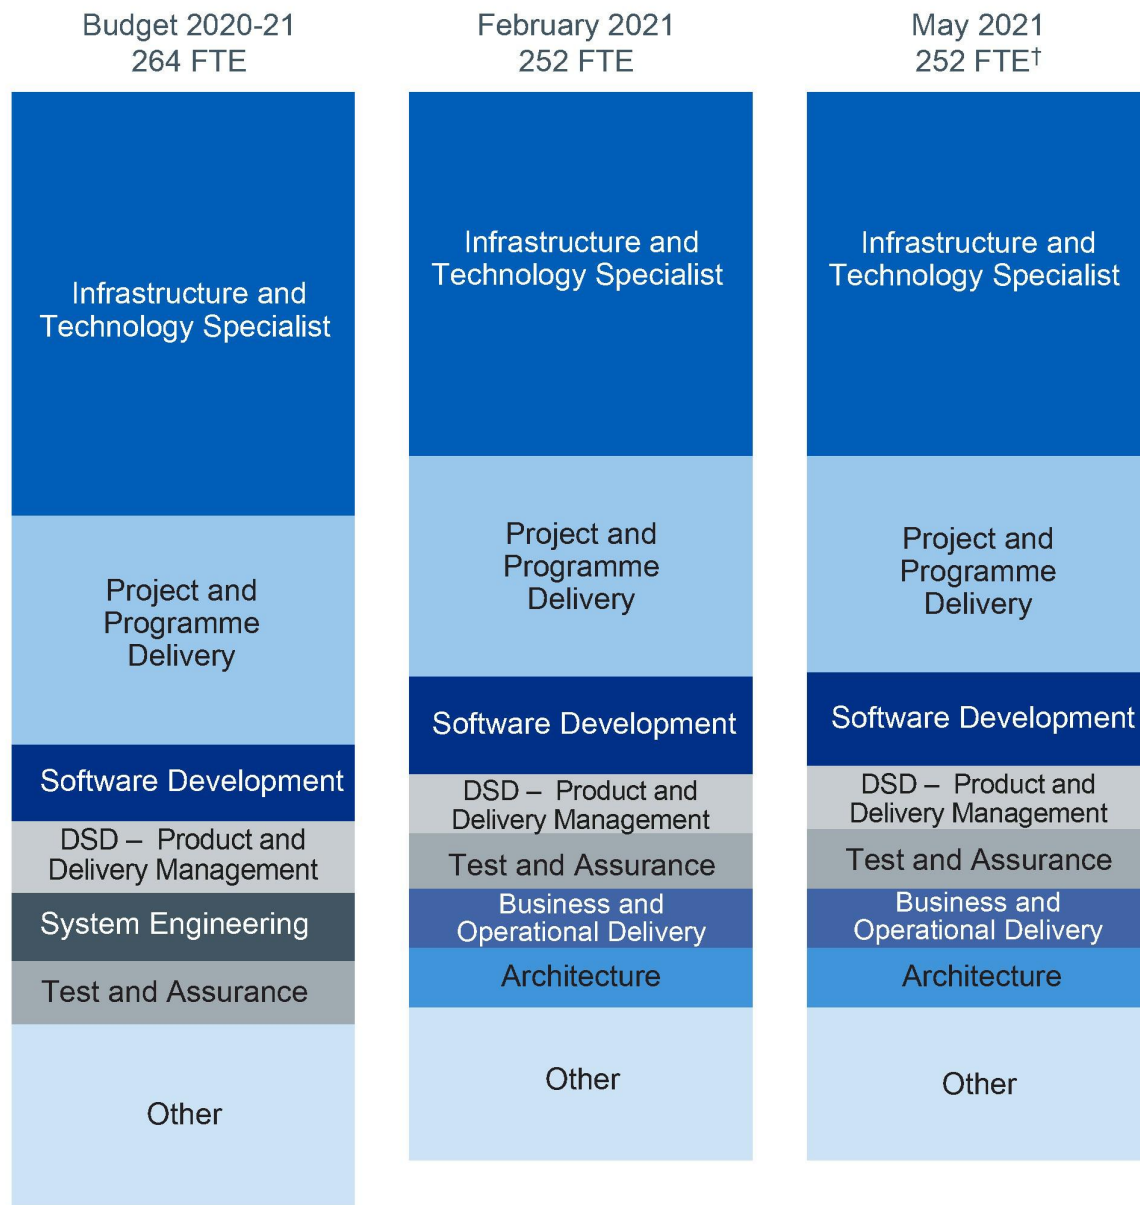 Budget 2020-21
264 FTE
Infrastructure and
Technology Specialist
Project and
Programme
Delivery
Software Development
DSD – Product and
Delivery Management
System Engineering
Test and Assurance
Other
February 2021
252 FTE
Infrastructure and
Technology Specialist
Project and
Programme
Delivery
Software Development
DSD – Product and
Delivery Management
Test and Assurance
Business and
Operational Delivery
Architecture
Other
May 2021
252 FTE†
Infrastructure and
Technology Specialist
Project and
Programme
Delivery
Software Development
DSD – Product and
Delivery Management
Test and Assurance
Business and
Operational Delivery
Architecture
Other